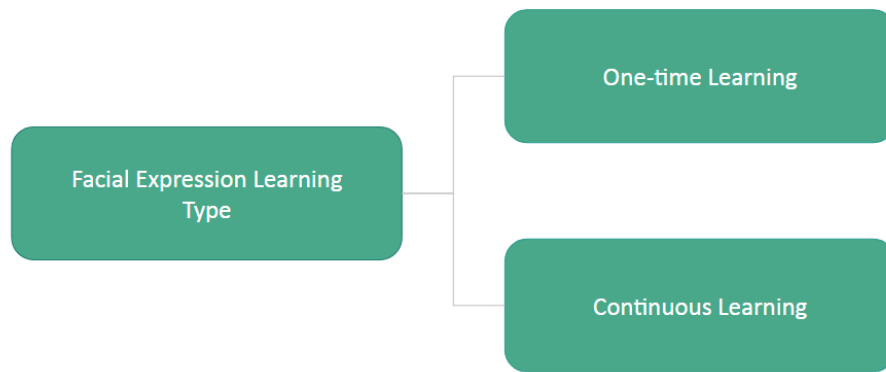 One-time Learning
Facial Expression Learning
Type
Continuous Learning